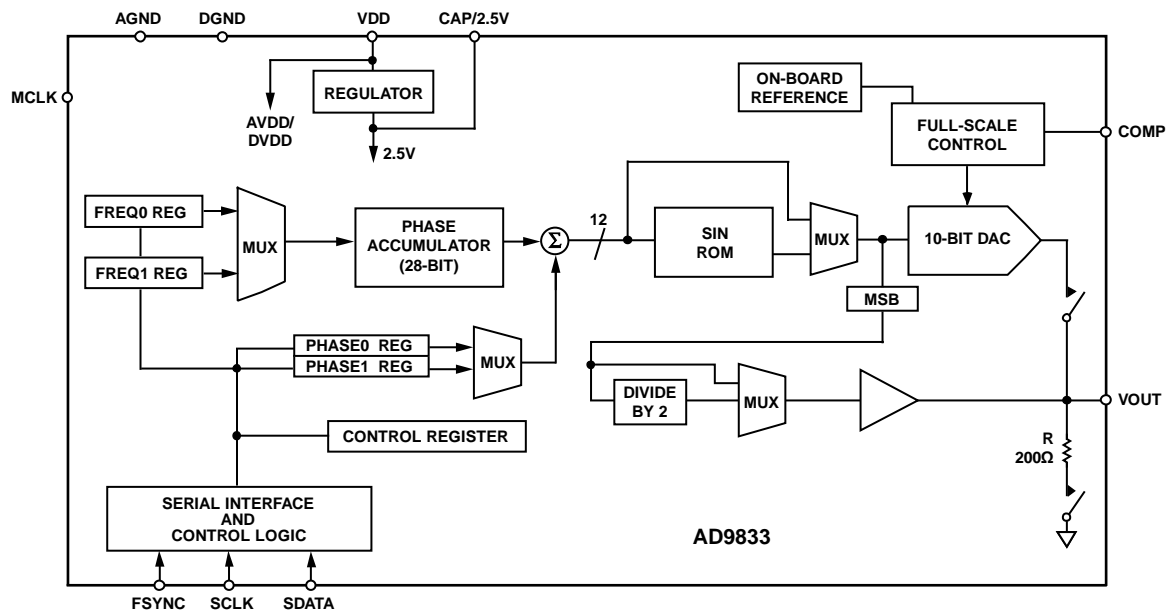 AGND
DGND
VDD
CAP/2.5V
MCLK
REGULATOR
AVDD/
DVDD
2.5V
ON-BOARD
REFERENCE
FULL-SCALE
CONTROL
COMP
FREQ0 REG
FREQ1 REG
MUX
PHASE
ACCUMULATOR
(28-BIT)
Σ
12
SIN
ROM
MUX
10-BIT DAC
MSB
PHASE0 REG
PHASE1 REG
MUX
DIVIDE
BY 2
MUX
VOUT
CONTROL REGISTER
R
200Ω
SERIAL INTERFACE
AND
CONTROL LOGIC
AD9833
FSYNC
SCLK
SDATA